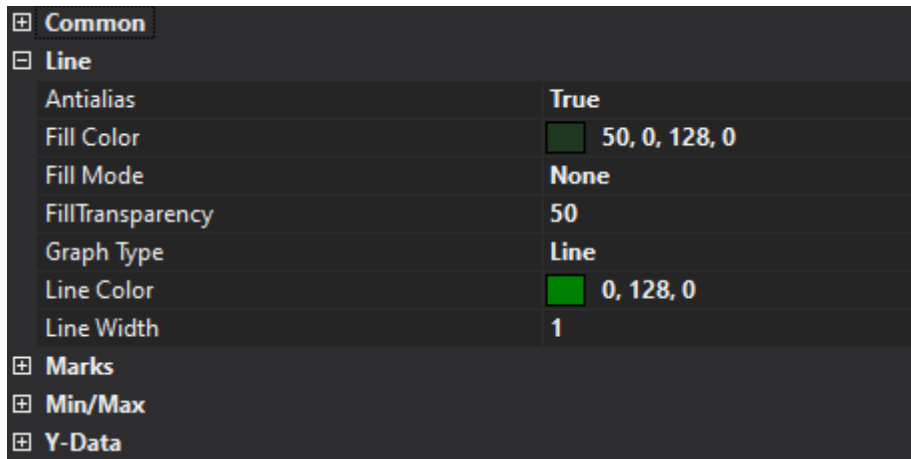 Common
Line
Antialias True
Fill Color 50, 0, 128, 0
Fill Mode None
FillTransparency 50
Graph Type Line
Line Color 0, 128, 0
Line Width 1
Marks
Min/Max
Y-Data